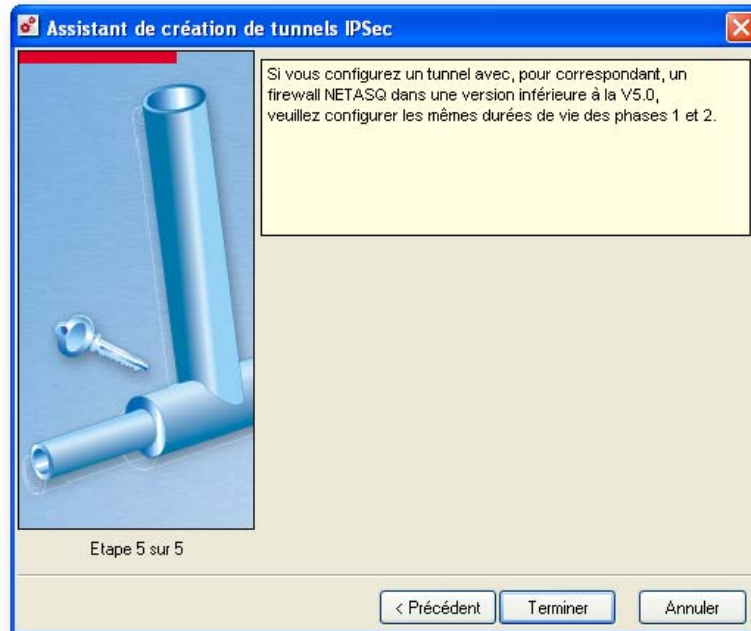 Assistant de création de tunnels IPSec
Si vous configurez un tunnel avec, pour correspondant, un
firewall NETASQ dans une version inférieure à la V5.0,
veuillez configurer les mêmes durées de vie des phases 1 et 2.
Etape 5 sur 5
< Précédent
Terminer
Annuler